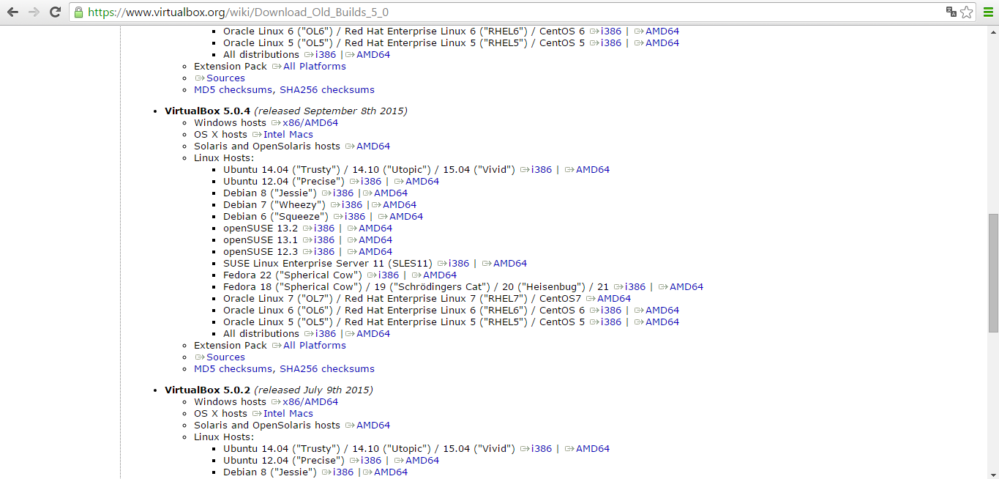 https://www.virtualbox.org/wiki/Download_Old_Builds_5_0
Oracle Linux 6 ("OL6") / Red Hat Enterprise Linux 6 ("RHEL6") / CentOS 6 i386 | AMD64
Oracle Linux 5 ("OL5") / Red Hat Enterprise Linux 5 ("RHEL5") / CentOS 5 i386 | AMD64
All distributions i386 | AMD64
Extension Pack All Platforms
Sources
MD5 checksums, SHA256 checksums
VirtualBox 5.0.4 (released September 8th 2015)
Windows hosts x86/AMD64
OS X hosts Intel Macs
Solaris and OpenSolaris hosts AMD64
Linux Hosts:
Ubuntu 14.04 ("Trusty") / 14.10 ("Utopic") / 15.04 ("Vivid") i386 | AMD64
Ubuntu 12.04 ("Precise") i386 | AMD64
Debian 8 ("Jessie") i386 | AMD64
Debian 7 ("Wheezy") i386 | AMD64
Debian 6 ("Squeeze") i386 | AMD64
openSUSE 13.2 i386 | AMD64
openSUSE 13.1 i386 | AMD64
openSUSE 12.3 i386 | AMD64
SUSE Linux Enterprise Server 11 (SLES11) i386 | AMD64
Fedora 22 ("Spherical Cow") i386 | AMD64
Fedora 18 ("Spherical Cow") / 19 ("Schrödingers Cat") / 20 ("Heisenbug") / 21 i386 | AMD64
Oracle Linux 7 ("OL7") / Red Hat Enterprise Linux 7 ("RHEL7") / CentOS7 AMD64
Oracle Linux 6 ("OL6") / Red Hat Enterprise Linux 6 ("RHEL6") / CentOS 6 i386 | AMD64
Oracle Linux 5 ("OL5") / Red Hat Enterprise Linux 5 ("RHEL5") / CentOS 5 i386 | AMD64
All distributions i386 | AMD64
Extension Pack All Platforms
Sources
MD5 checksums, SHA256 checksums
VirtualBox 5.0.2 (released July 9th 2015)
Windows hosts x86/AMD64
OS X hosts Intel Macs
Solaris and OpenSolaris hosts AMD64
Linux Hosts:
Ubuntu 14.04 ("Trusty") / 14.10 ("Utopic") / 15.04 ("Vivid") i386 | AMD64
Ubuntu 12.04 ("Precise") i386 | AMD64
Debian 8 ("Jessie") i386 | AMD64